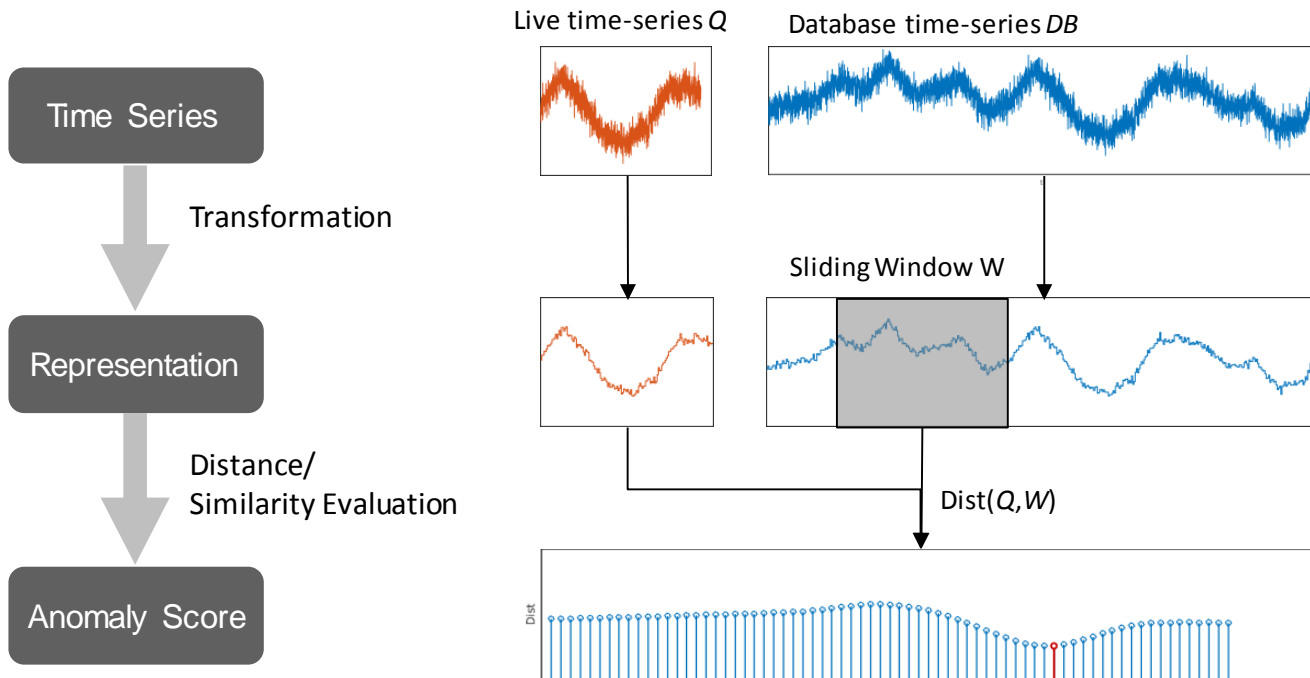 Live time-series Q
Database time-series DB
Time Series
Transformation
Sliding Window W
Representation
Distance/
Similarity Evaluation
Dist(Q,W)
Anomaly Score
Dist